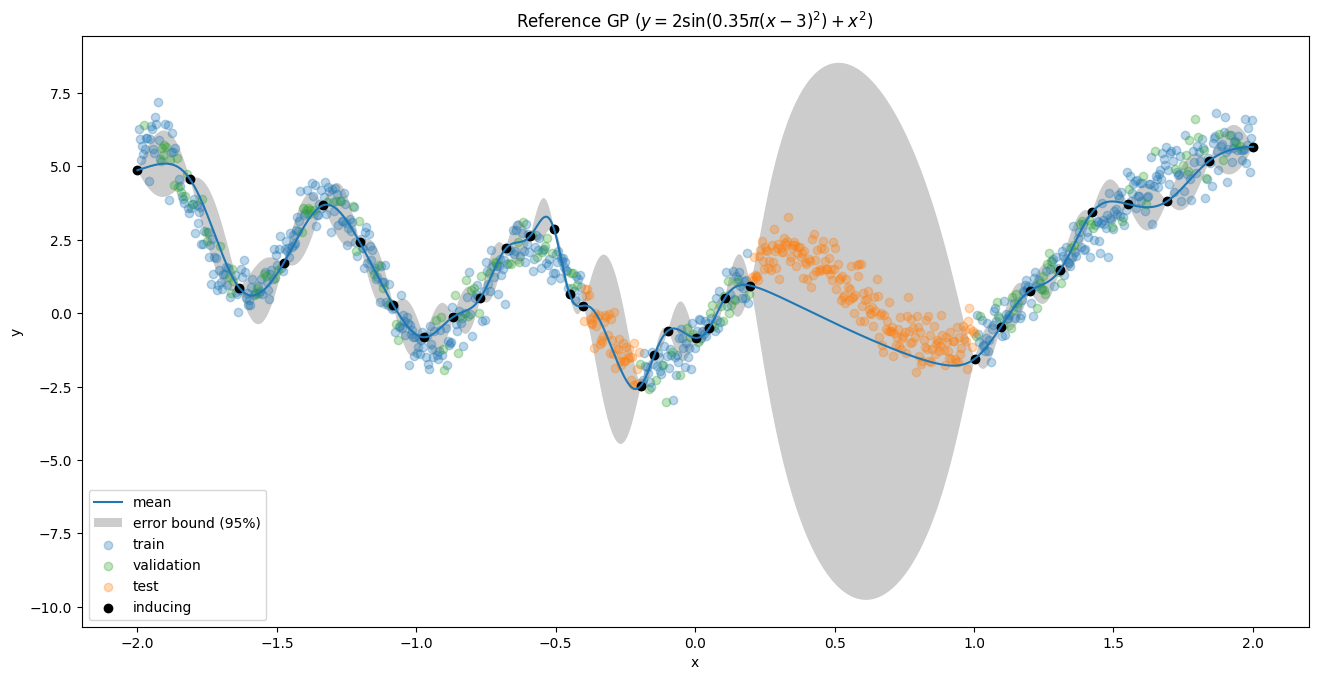 Reference GP (y = 2sin(0.35π(x − 3)²) + x²)
7.5
5.0
2.5
0.0
−2.5
−5.0
−7.5
−10.0
y
mean
error bound (95%)
train
validation
test
inducing
−2.0 −1.5 −1.0 −0.5 0.0 0.5 1.0 1.5 2.0
x